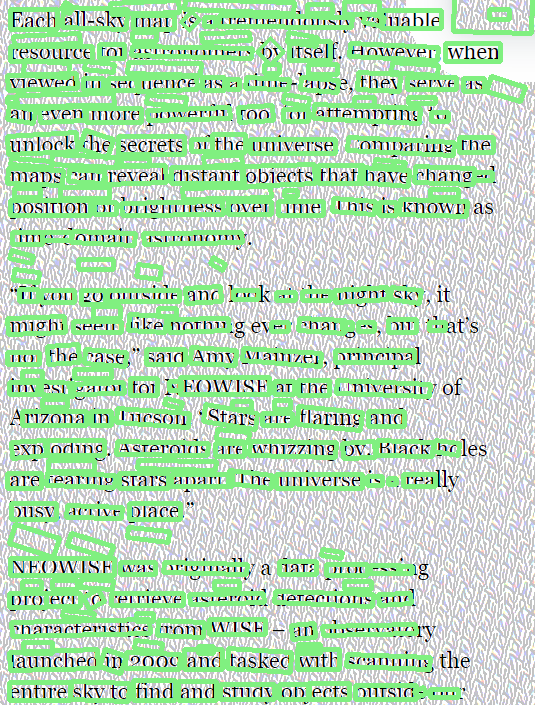 Each all-sky map is a tremendously valuable
resource for astronomers by itself. However, when
viewed in sequence as a time-lapse, they serve as
an even more powerful tool for attempting to
unlock the secrets of the universe. Comparing the
maps can reveal distant objects that have changed
position or brightness over time. This is known as
time-domain astronomy.
“If you go outside and look at the night sky, it
might seem like nothing ever changes, but that’s
not the case,” said Amy Mainzer, principal
investigator for NEOWISE at the University of
Arizona in Tucson. “Stars are flaring and
exploding. Asteroids are whizzing by. Black holes
are tearing stars apart. The universe is a really
busy, active place.”
NEOWISE was originally a data processing
project to retrieve asteroid detections and
characteristics from WISE – an observatory
launched in 2009 and tasked with scanning the
entire sky to find and study objects outside our